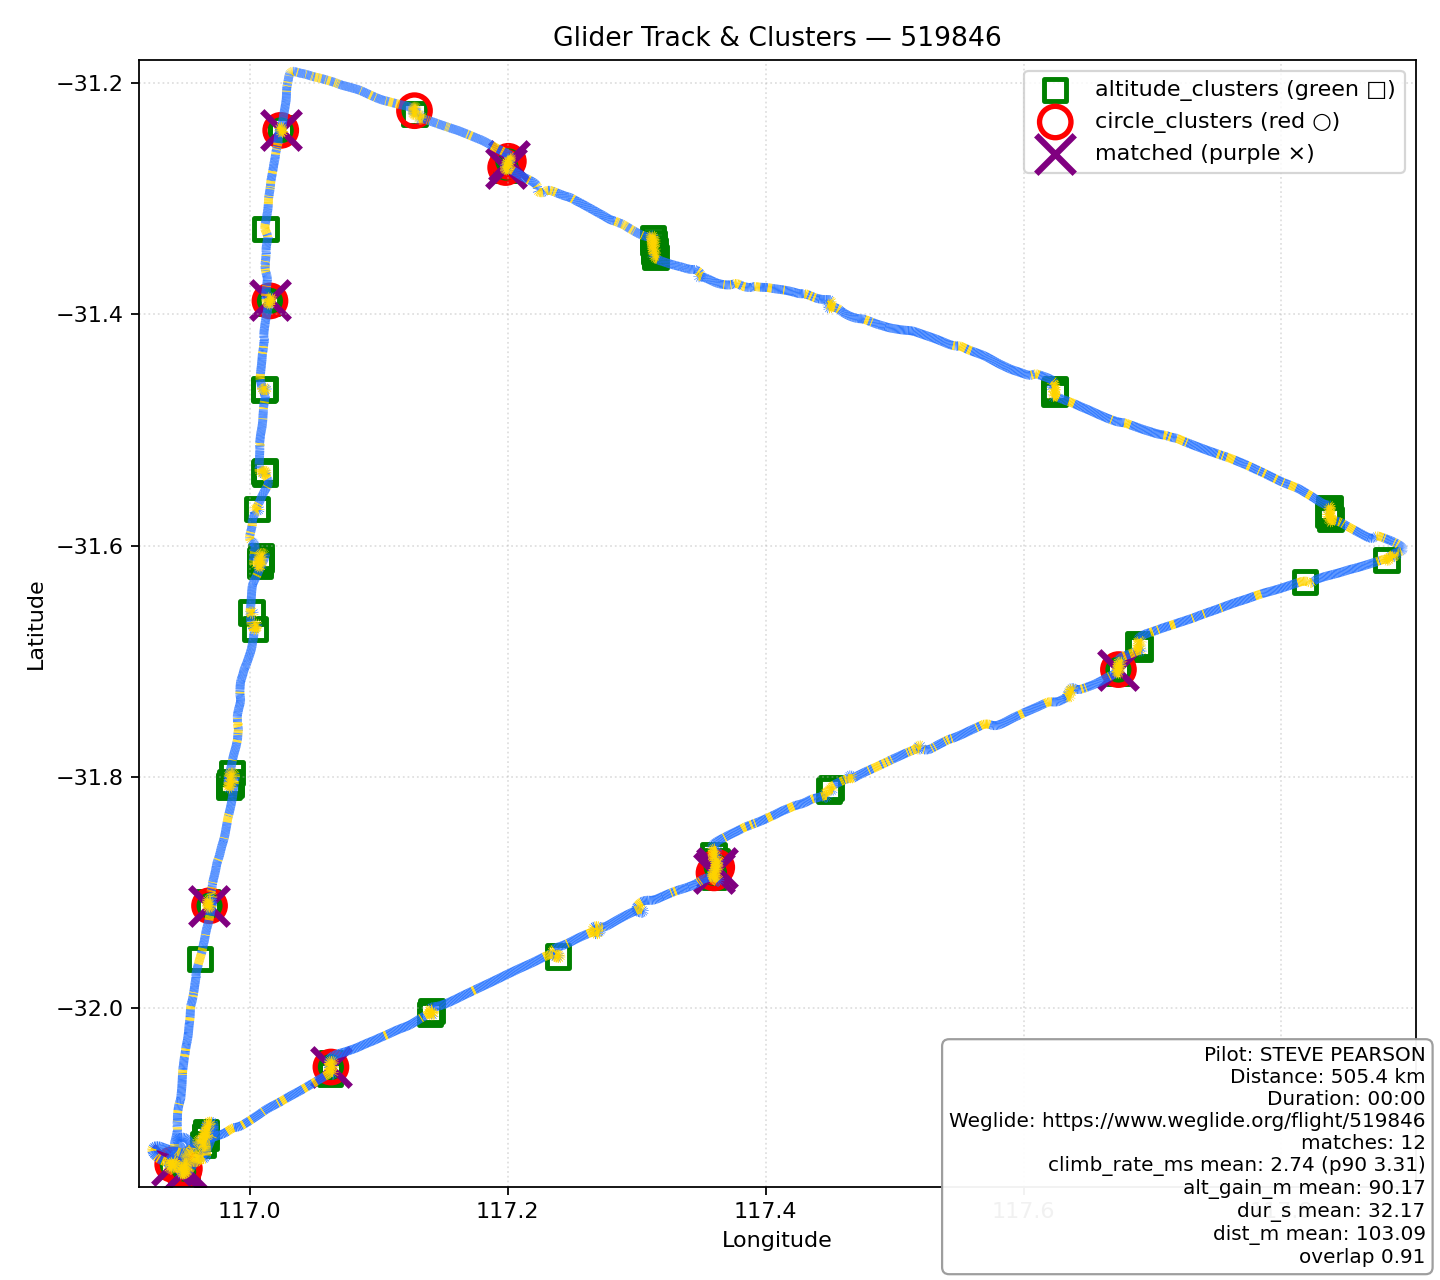 Glider Track & Clusters — 519846
altitude_clusters (green □)
circle_clusters (red ○)
matched (purple ×)
Latitude
−31.2
−31.4
−31.6
−31.8
−32.0
117.0
117.2
117.4
117.6
Longitude
Pilot: STEVE PEARSON
Distance: 505.4 km
Duration: 00:00
Weglide: https://www.weglide.org/flight/519846
matches: 12
climb_rate_ms mean: 2.74 (p90 3.31)
alt_gain_m mean: 90.17
dur_s mean: 32.17
dist_m mean: 103.09
overlap 0.91